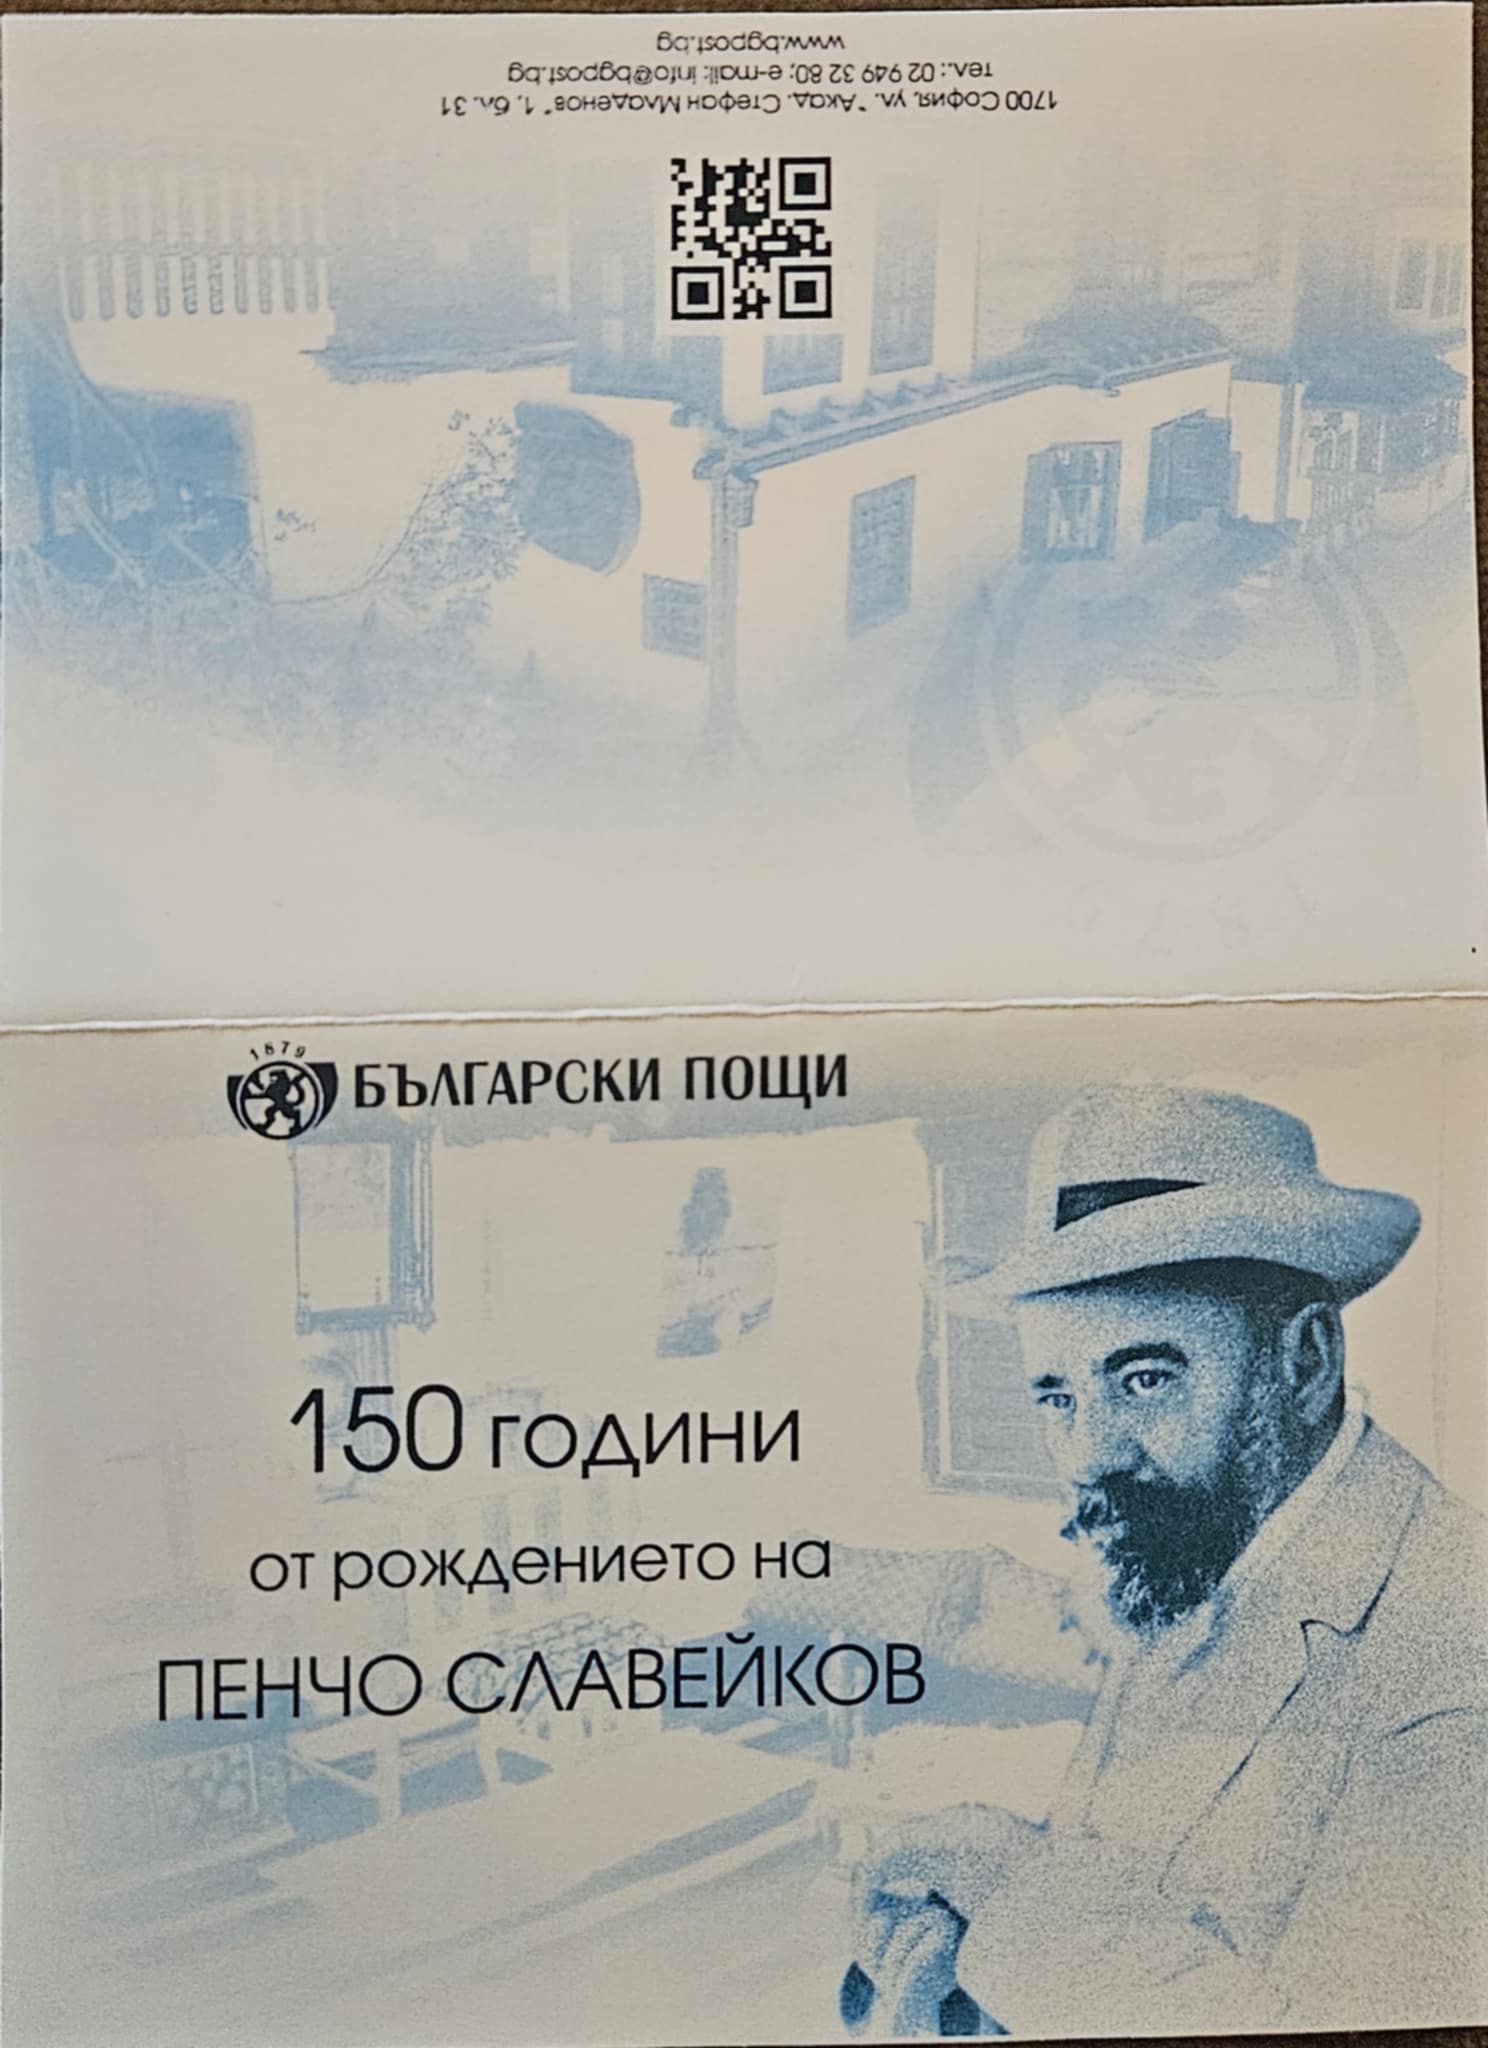 www.bgpost.bg
тел.: 02 949 32 80; e-mail: info@bgpost.bg
1700 София, ул. "Акад. Стефан Младенов" 1, бл. 31
1879
БЪЛГАРСКИ ПОЩИ
150 години
от рождението на
ПЕНЧО СЛАВЕЙКОВ
1879